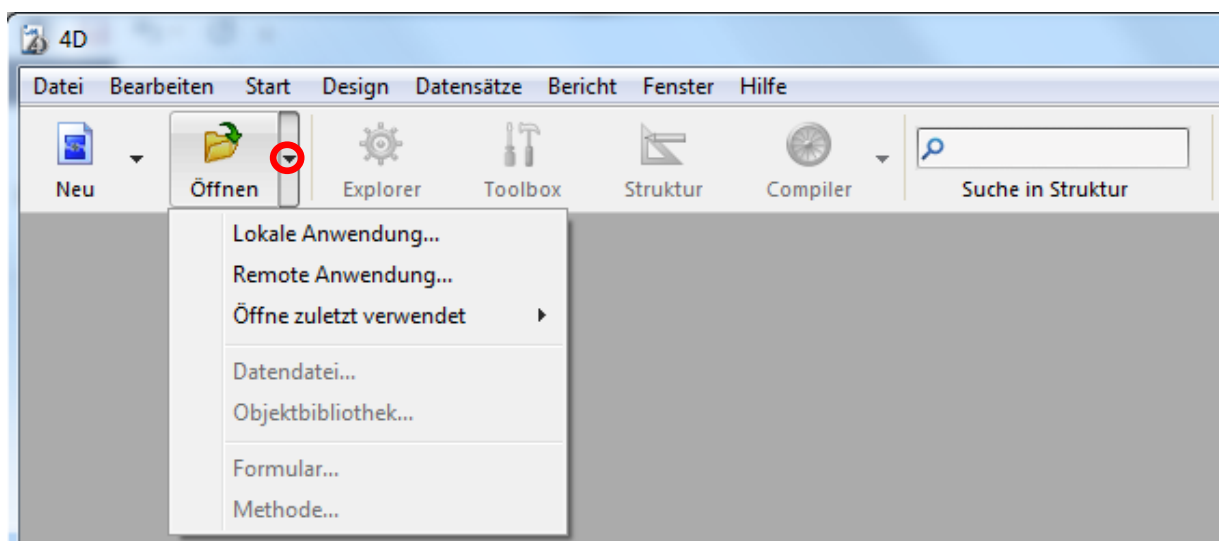 4D
Datei Bearbeiten Start Design Datensätze Bericht Fenster Hilfe
Neu Öffnen Explorer Toolbox Struktur Compiler Suche in Struktur
Lokale Anwendung...
Remote Anwendung...
Öffne zuletzt verwendet
Datendatei...
Objektbibliothek...
Formular...
Methode...